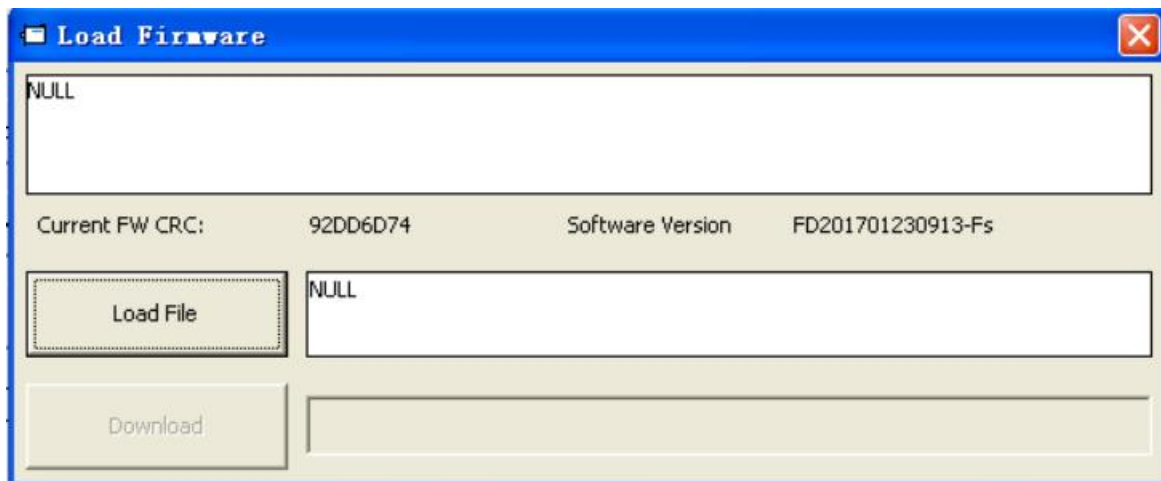 Load Firmware
NULL
Current FW CRC: 92DD6D74 Software Version FD201701230913-Fs
Load File NULL
Download